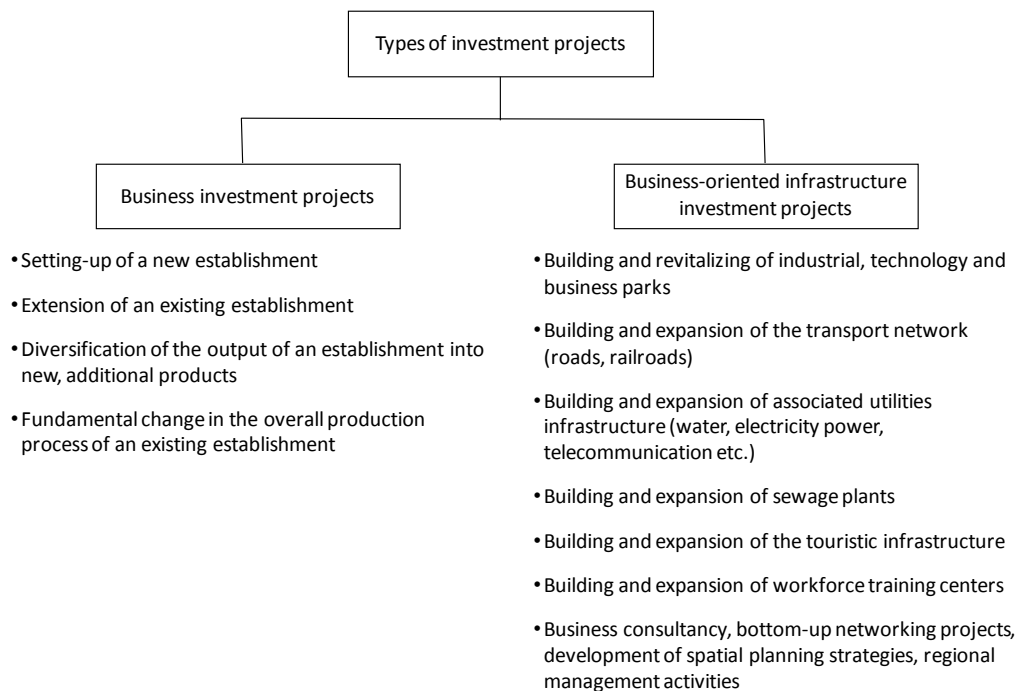 Types of investment projects
Business investment projects
• Setting-up of a new establishment
• Extension of an existing establishment
• Diversification of the output of an establishment into
new, additional products
• Fundamental change in the overall production
process of an existing establishment
Business-oriented infrastructure
investment projects
• Building and revitalizing of industrial, technology and
business parks
• Building and expansion of the transport network
(roads, railroads)
• Building and expansion of associated utilities
infrastructure (water, electricity power,
telecommunication etc.)
• Building and expansion of sewage plants
• Building and expansion of the touristic infrastructure
• Building and expansion of workforce training centers
• Business consultancy, bottom-up networking projects,
development of spatial planning strategies, regional
management activities